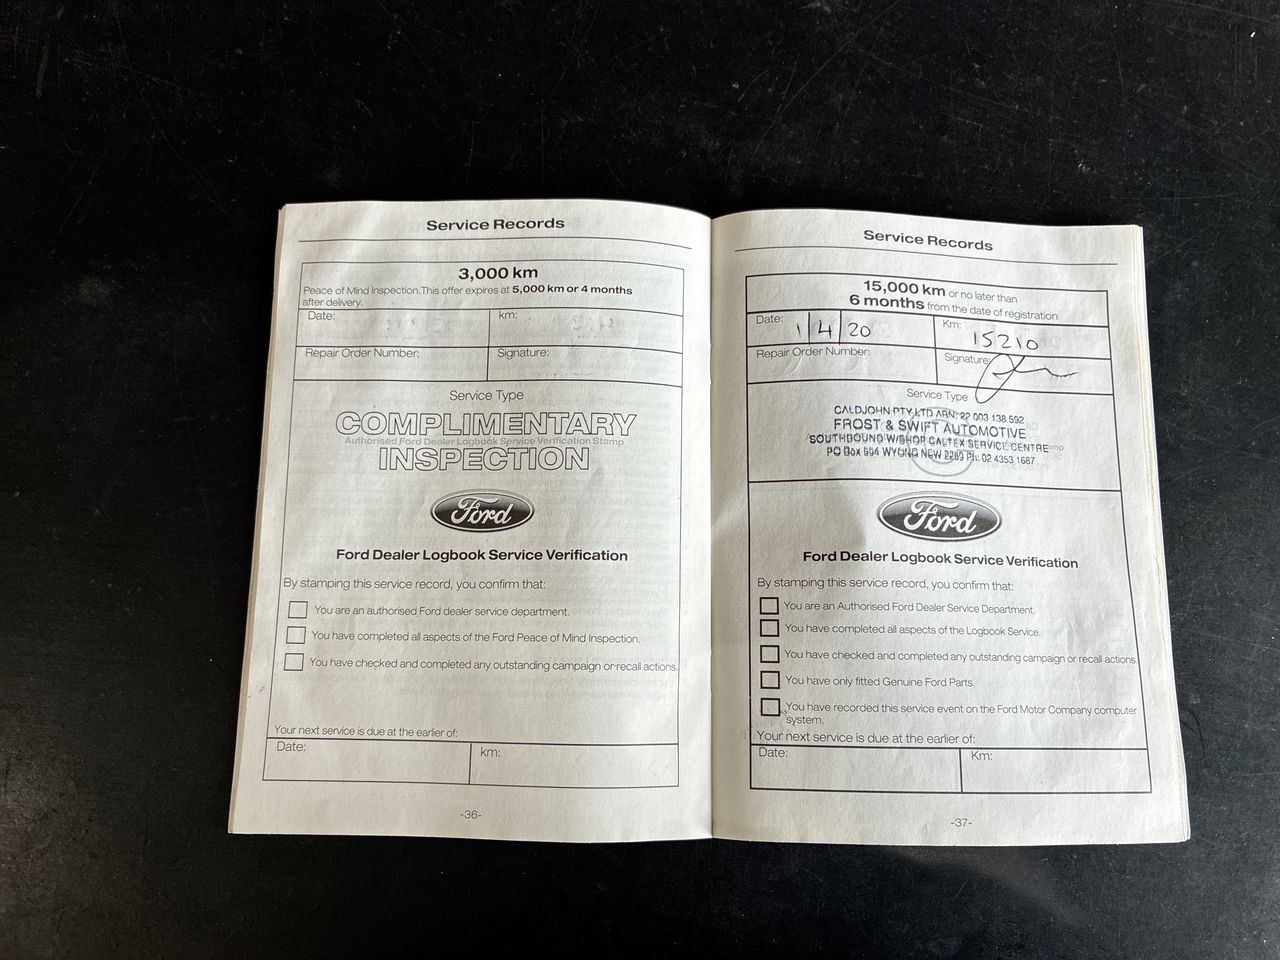 Service Records
3,000 km
Peace of Mind Inspection. This offer expires at 5,000 km or 4 months
after delivery.
Date:
km:
Repair Order Number:
Signature:
Service Type
COMPLIMENTARY
Authorised Ford Dealer Logbook Service Verification Stamp
INSPECTION
Ford
Ford Dealer Logbook Service Verification
By stamping this service record, you confirm that:
You are an authorised Ford dealer service department.
You have completed all aspects of the Ford Peace of Mind Inspection.
You have checked and completed any outstanding campaign or recall actions.
Your next service is due at the earlier of:
Date:
km:
-36-
Service Records
15,000 km or no later than
6 months from the date of registration
Date: 1/4/20
Km: 15210
Repair Order Number:
Signature:
Service Type
CALDJOHN PTY LTD ABN: 22 003 138 592
FROST & SWIFT AUTOMOTIVE
SOUTHBOUND W/SHOP CALTEX SERVICE CENTRE
PO Box 594 WYONG NSW 2259 Ph: 02 4353 1687
Ford
Ford Dealer Logbook Service Verification
By stamping this service record, you confirm that:
You are an Authorised Ford Dealer Service Department.
You have completed all aspects of the Logbook Service.
You have checked and completed any outstanding campaign or recall actions.
You have only fitted Genuine Ford Parts.
You have recorded this service event on the Ford Motor Company computer
system.
Your next service is due at the earlier of:
Date:
Km:
-37-